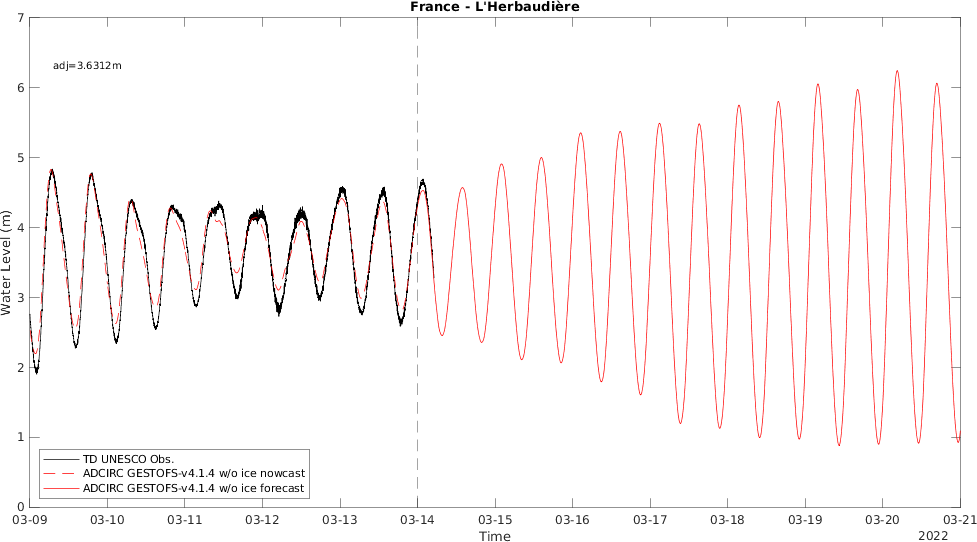 France - L'Herbaudière
7
6
5
4
3
2
1
0
adj=3.6312m
Water Level (m)
TD UNESCO Obs.
ADCIRC GESTOFS-v4.1.4 w/o ice nowcast
ADCIRC GESTOFS-v4.1.4 w/o ice forecast
03-09 03-10 03-11 03-12 03-13 03-14 03-15 03-16 03-17 03-18 03-19 03-20 03-21
Time
2022